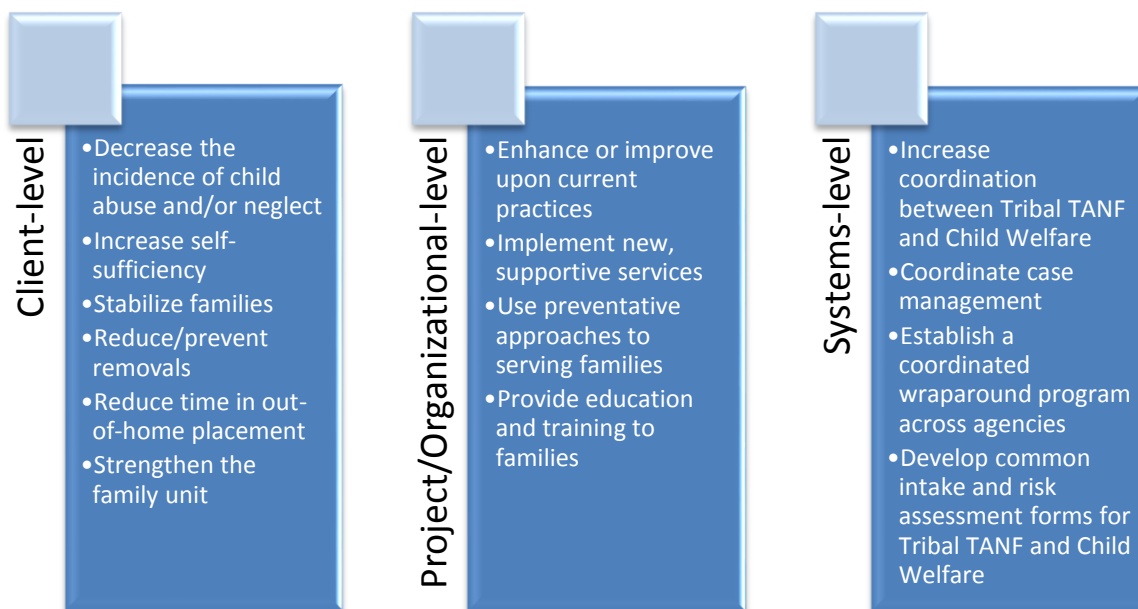 Client-level
•Decrease the
incidence of child
abuse and/or neglect
•Increase self-
sufficiency
•Stabilize families
•Reduce/prevent
removals
•Reduce time in out-
of-home placement
•Strengthen the
family unit
Project/Organizational-level
•Enhance or improve
upon current
practices
•Implement new,
supportive services
•Use preventative
approaches to
serving families
•Provide education
and training to
families
Systems-level
•Increase
coordination
between Tribal TANF
and Child Welfare
•Coordinate case
management
•Establish a
coordinated
wraparound program
across agencies
•Develop common
intake and risk
assessment forms for
Tribal TANF and Child
Welfare